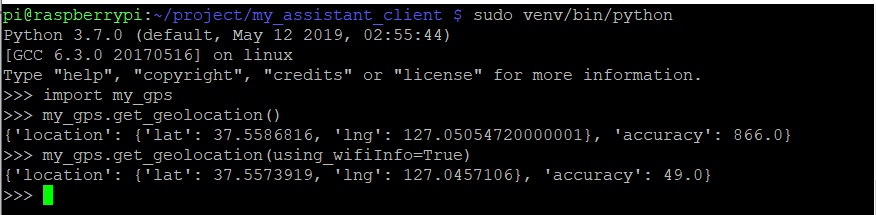 pi@raspberrypi:~/project/my_assistant_client $ sudo venv/bin/python
Python 3.7.0 (default, May 12 2019, 02:55:44)
[GCC 6.3.0 20170516] on linux
Type "help", "copyright", "credits" or "license" for more information.
>>> import my_gps
>>> my_gps.get_geolocation()
{'location': {'lat': 37.5586816, 'lng': 127.05054720000001}, 'accuracy': 866.0}
>>> my_gps.get_geolocation(using_wifiInfo=True)
{'location': {'lat': 37.5573919, 'lng': 127.0457106}, 'accuracy': 49.0}
>>>